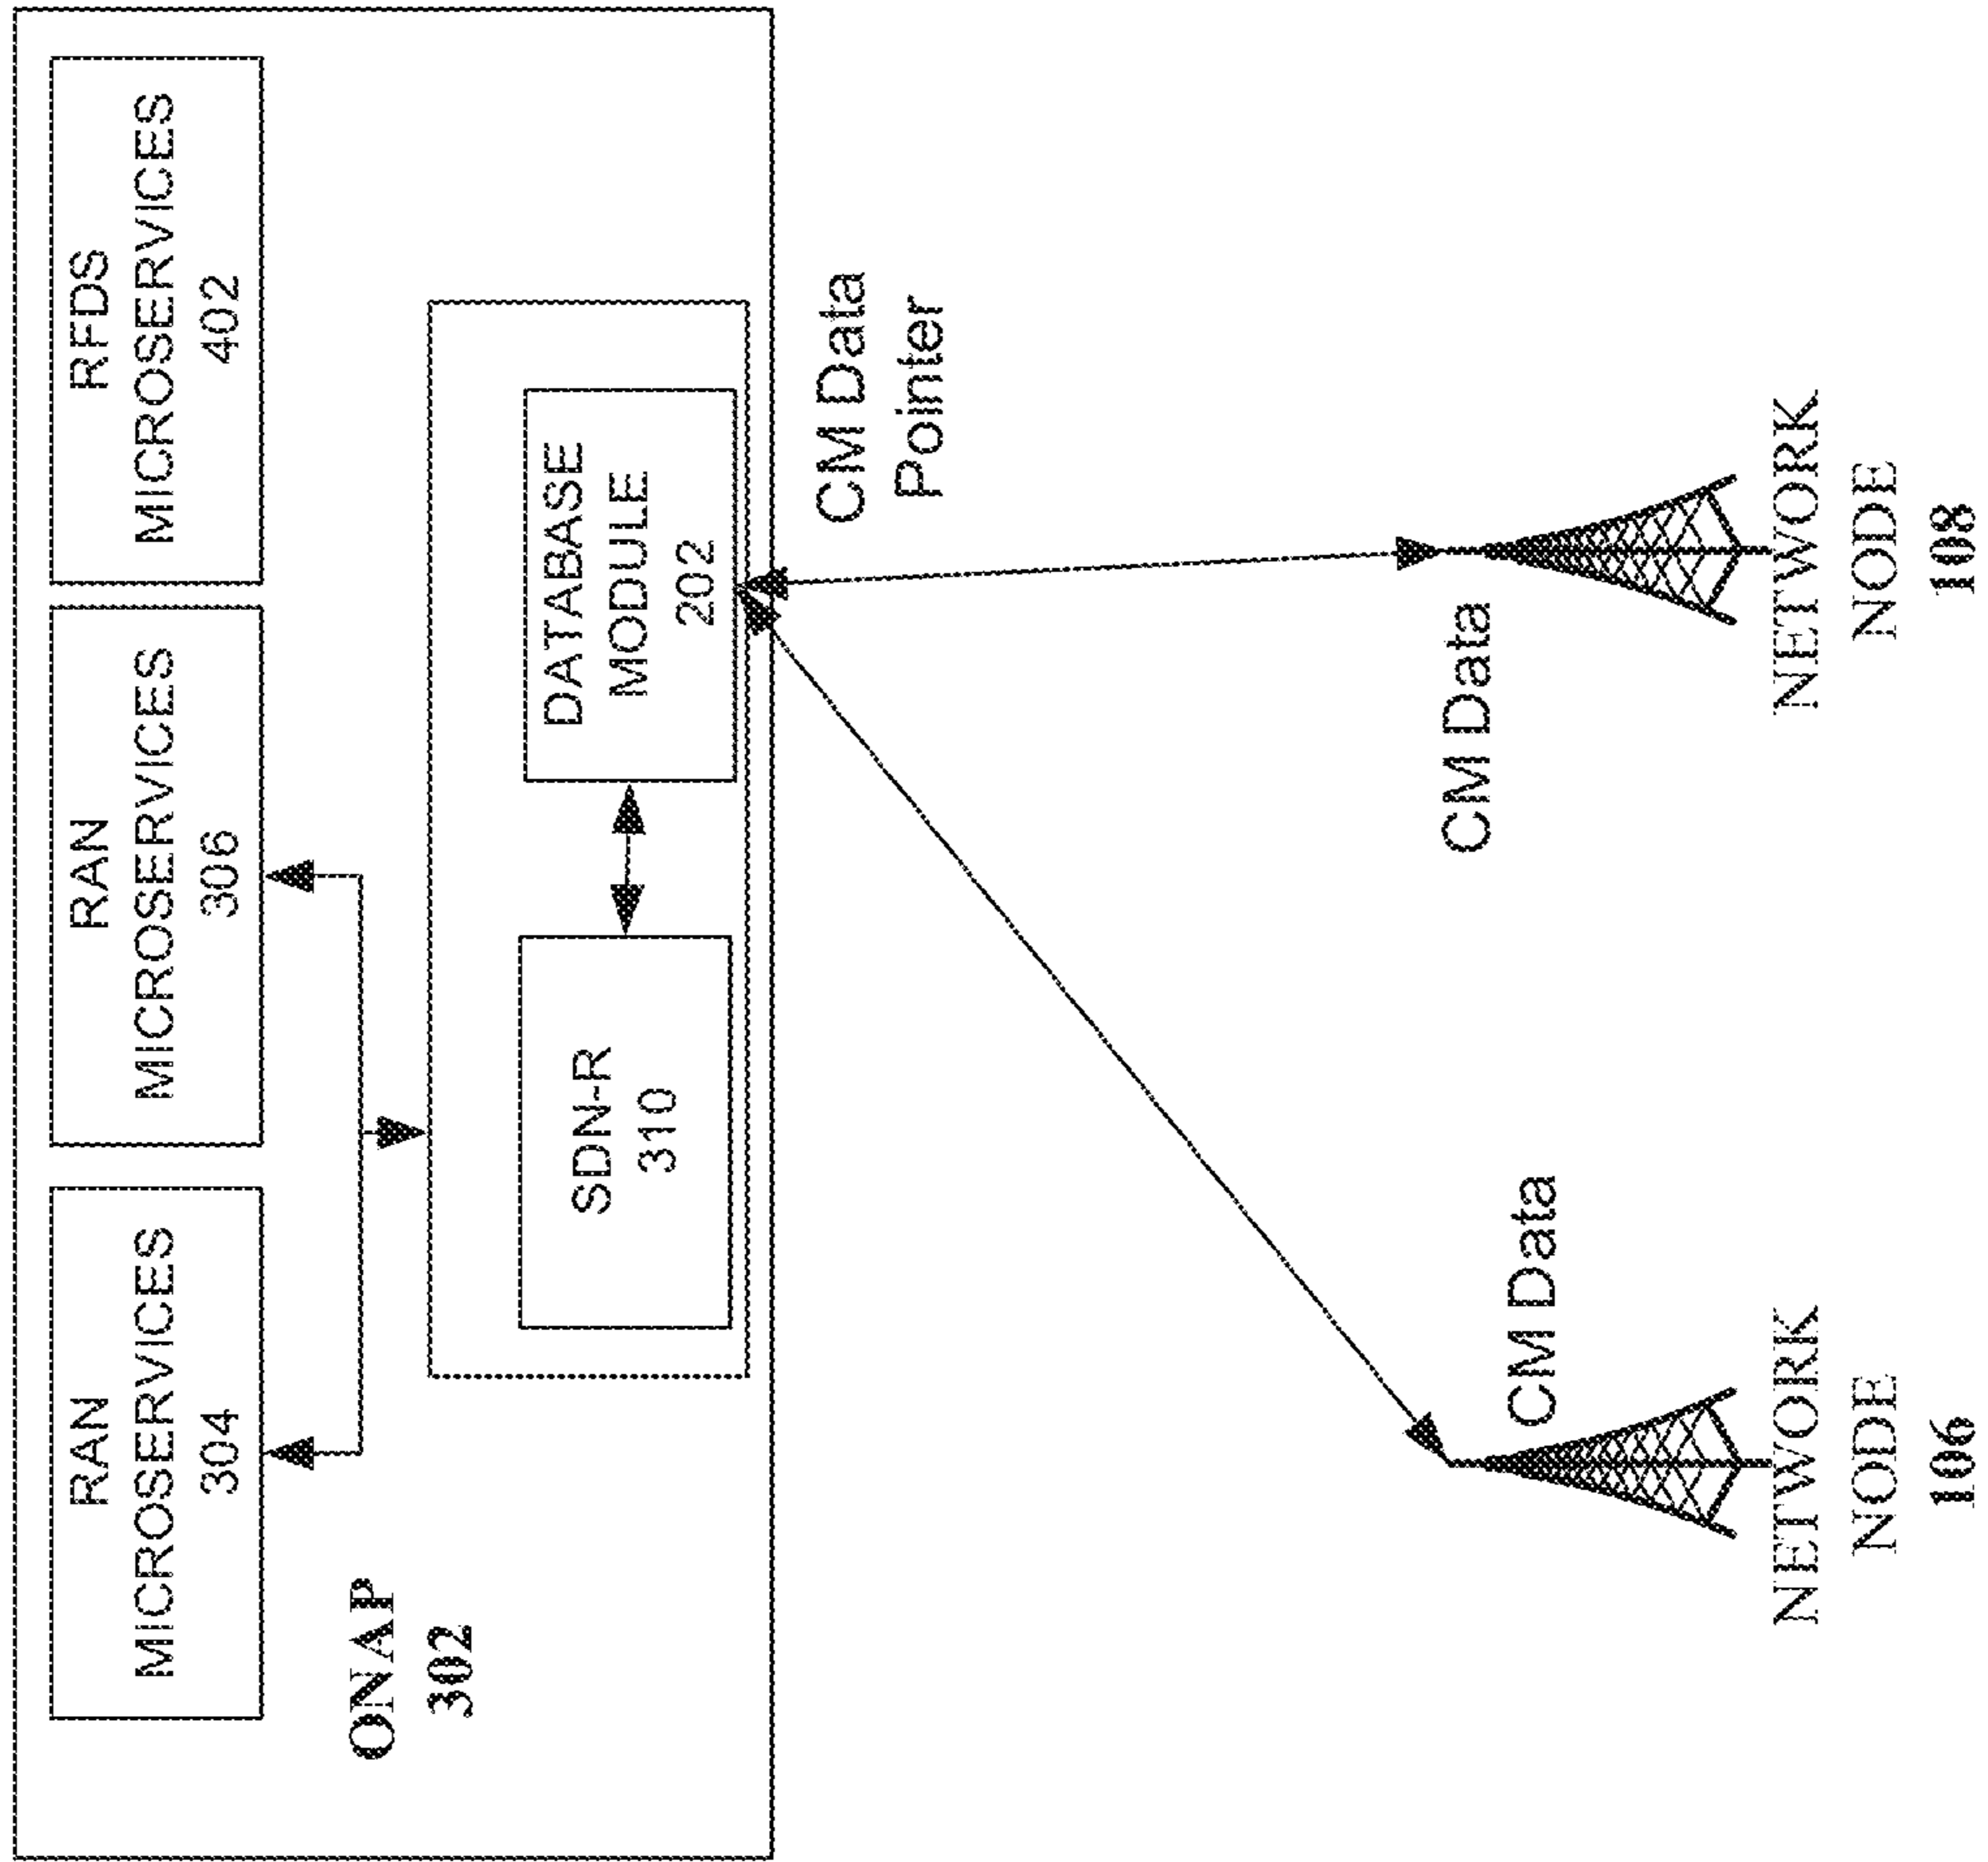 RAN
MICROSERVICES
304
RAN
MICROSERVICES
306
RFDS
MICROSERVICES
402
ONAP
302
SDN-R
310
DATABASE
MODULE
202
CM Data
Pointer
CM Data
CM Data
NETWORK
NODE
106
NETWORK
NODE
108